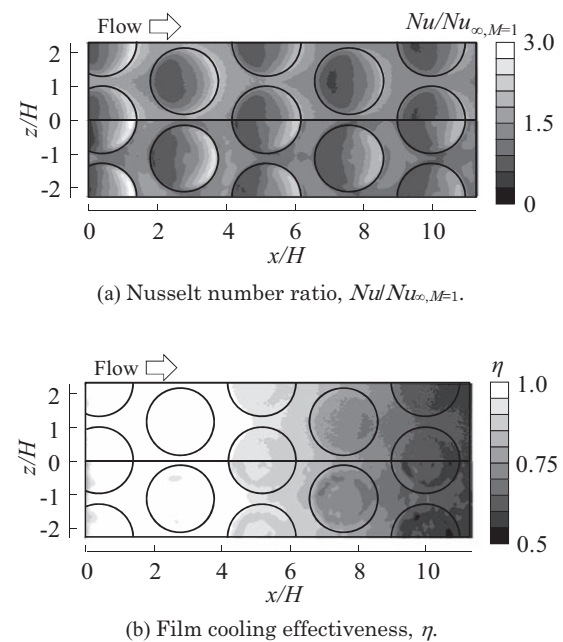 Flow
Nu/Nu∞,M=1
2
1
0
-1
-2
z/H
3.0
1.5
0
0 2 4 6 8 10
x/H
(a) Nusselt number ratio, Nu/Nu∞,M=1.
Flow
η
2
1
0
-1
-2
z/H
1.0
0.75
0.5
0 2 4 6 8 10
x/H
(b) Film cooling effectiveness, η.